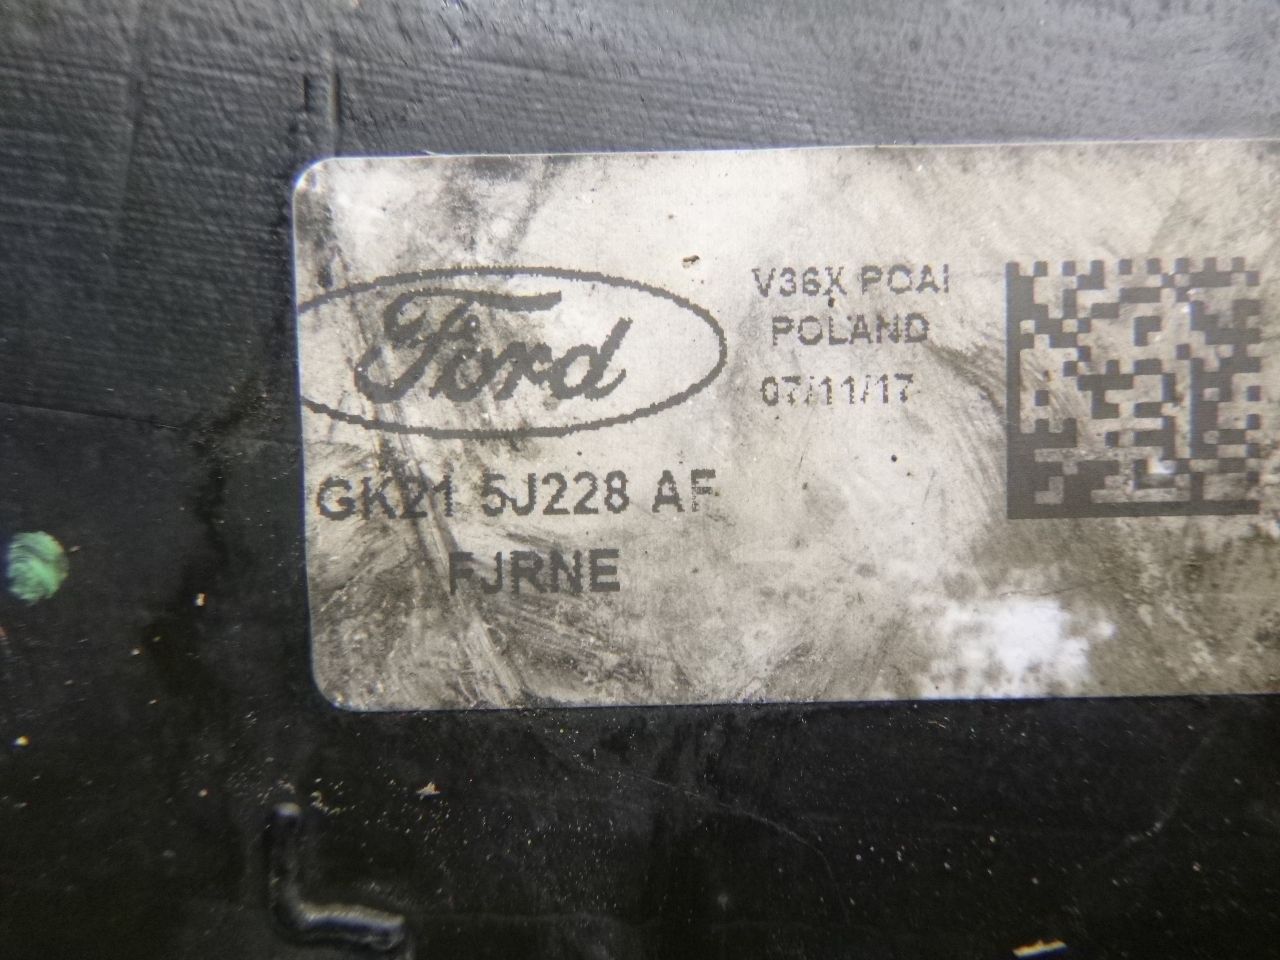 Ford
V36X PCAI
POLAND
07/11/17
GK21 5J228 AF
FJRNE